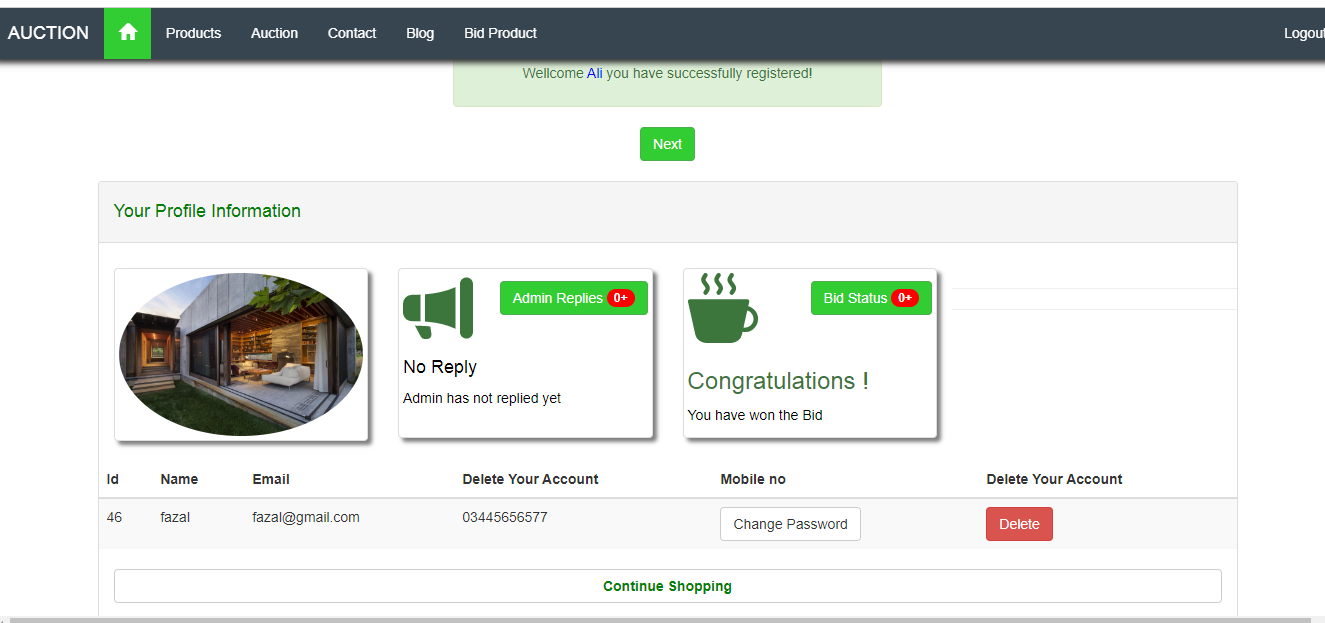 AUCTION Products Auction Contact Blog Bid Product Logout
Wellcome Ali you have successfully registered!
Next
Your Profile Information
Admin Replies 0+
No Reply
Admin has not replied yet
Bid Status 0+
Congratulations !
You have won the Bid
Id Name Email Delete Your Account Mobile no Delete Your Account
46 fazal fazal@gmail.com 03445656577 Change Password Delete
Continue Shopping